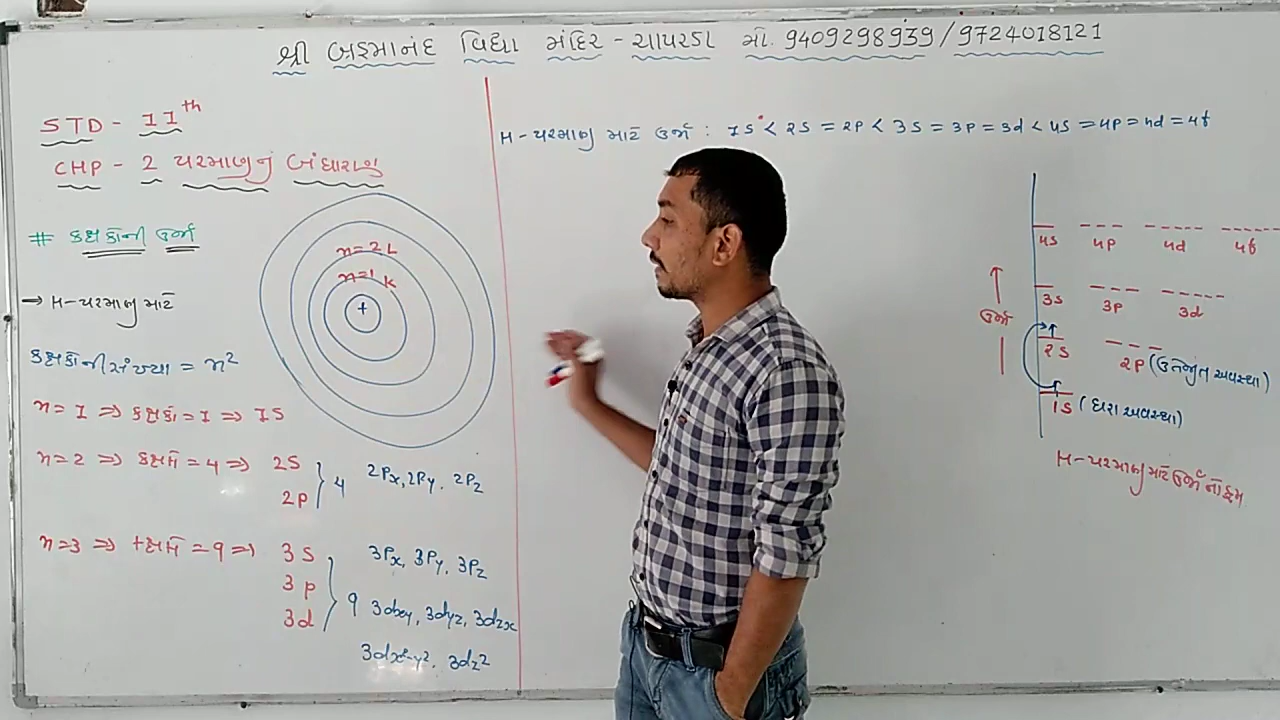 શ્રી બ્રહ્માનંદ વિદ્યા મંદિર - ચાપરડા મો. 9409298939 / 9724018121
STD - 11th
CHP - 2 પરમાણુનું બંધારણ
# કક્ષકોની ઉર્જા
→ H - પરમાણુ માટે
કક્ષકોની સંખ્યા = n²
n = 1 ⇒ કક્ષકો = 1 ⇒ 1S
n = 2 ⇒ કક્ષકો = 4 ⇒ 2S
2p } 4 2Px, 2Py, 2Pz
n = 3 ⇒ = 9 ⇒ 3S
3p
3d } 9
3Px, 3Py, 3Pz
3dxy, 3dyz, 3dzx
3dx²-y², 3dz²
n = 2 L
n = 1 K
+
H - પરમાણુ માટે ઉર્જા : 1S < 2S = 2P < 3S = 3P = 3d < 4S = 4P = 4d = 4f
4S 4P 4d 4f
3S 3P 3d
ઉર્જા
2S 2P (ઉત્તેજીત અવસ્થા)
1S (ધરા અવસ્થા)
H - પરમાણુ માટે ઉર્જા નો ક્રમ